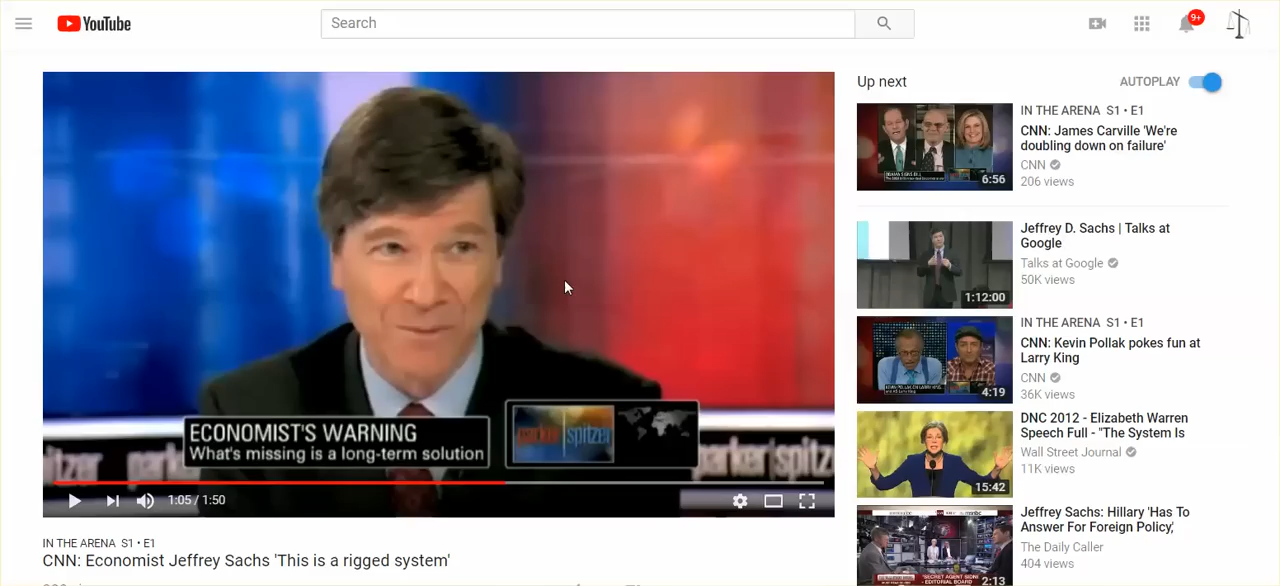 YouTube
Search
9+
ECONOMIST'S WARNING
What's missing is a long-term solution
parker spitzer
spitzer
park
parker spitz
1:05 / 1:50
IN THE ARENA S1 • E1
CNN: Economist Jeffrey Sachs 'This is a rigged system'
Up next
AUTOPLAY
IN THE ARENA S1 • E1
CNN: James Carville 'We're
doubling down on failure'
CNN
206 views
6:56
Jeffrey D. Sachs | Talks at
Google
Talks at Google
50K views
1:12:00
IN THE ARENA S1 • E1
CNN: Kevin Pollak pokes fun at
Larry King
CNN
36K views
4:19
DNC 2012 - Elizabeth Warren
Speech Full - "The System Is
Wall Street Journal
11K views
15:42
Jeffrey Sachs: Hillary 'Has To
Answer For Foreign Policy,'
The Daily Caller
404 views
2:13